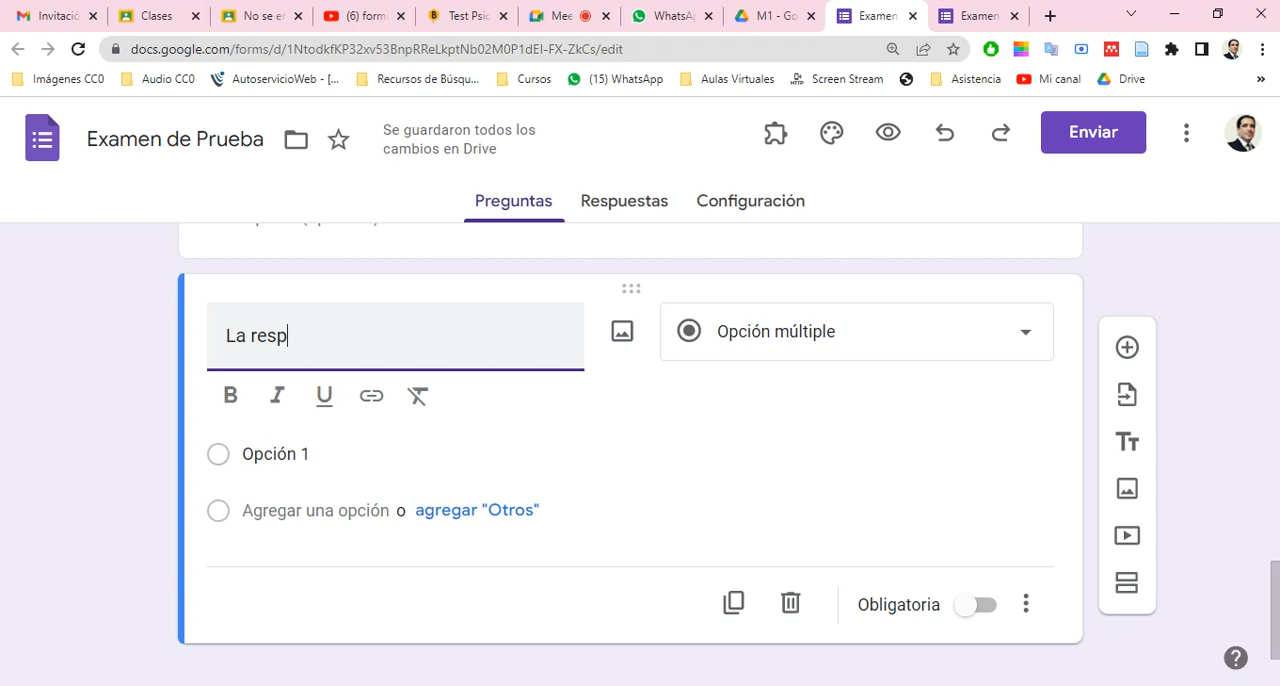 Invitació
Clases
No se er
(6) form
Test Psic
Mee
WhatsA
M1 - Go
Examen
Examen
docs.google.com/forms/d/1NtodkfKP32xv53BnpRReLkptNb02M0P1dEI-FX-ZkCs/edit
Imágenes CC0
Audio CC0
AutoservicioWeb - [...
Recursos de Búsqu...
Cursos
(15) WhatsApp
Aulas Virtuales
Screen Stream
Asistencia
Mi canal
Drive
»
Examen de Prueba
Se guardaron todos los
cambios en Drive
Enviar
Preguntas
Respuestas
Configuración
La resp
Opción múltiple
B I U
Opción 1
Agregar una opción o agregar "Otros"
Obligatoria